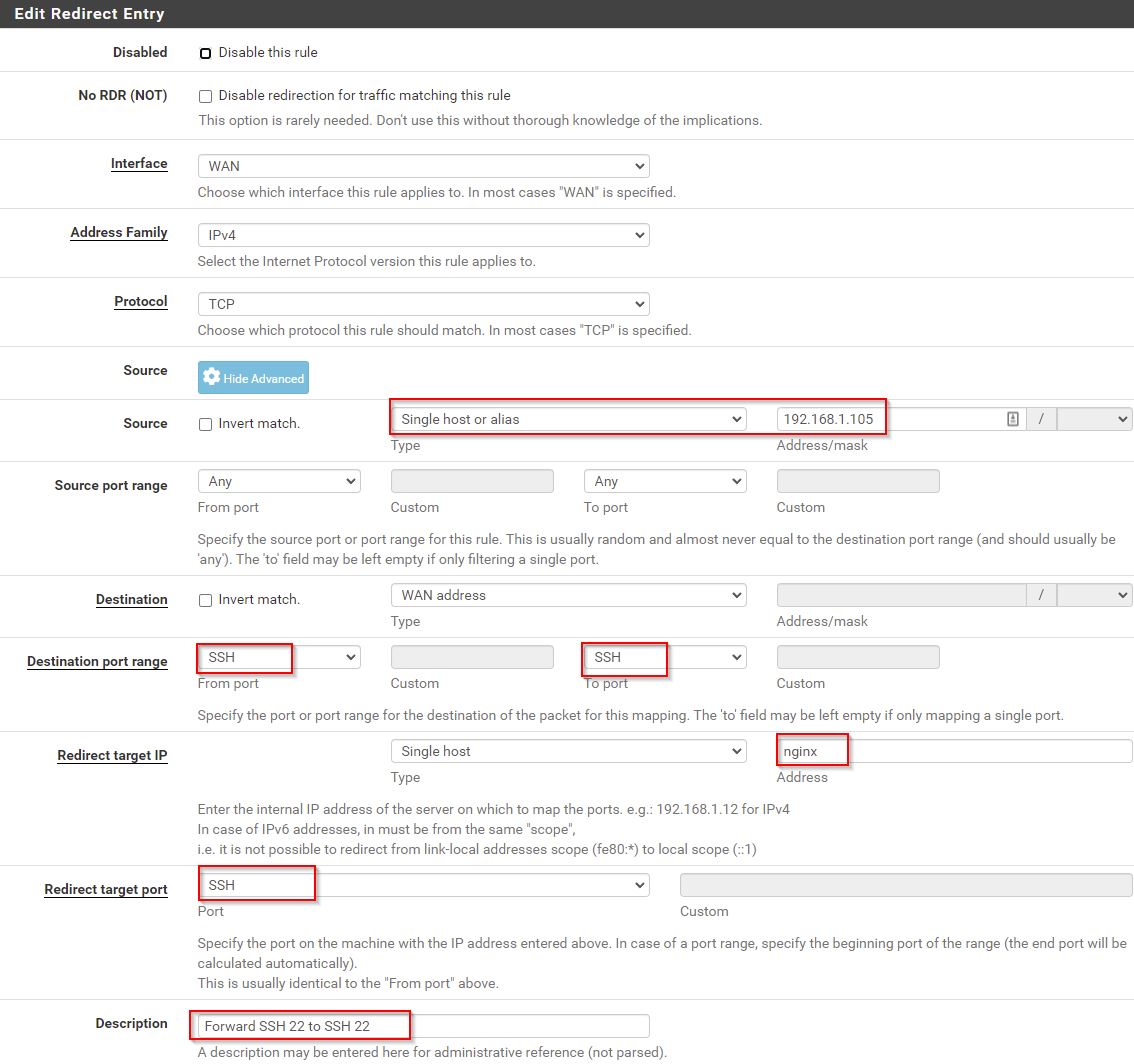 Edit Redirect Entry
Disabled Disable this rule
No RDR (NOT) Disable redirection for traffic matching this rule
This option is rarely needed. Don't use this without thorough knowledge of the implications.
Interface WAN
Choose which interface this rule applies to. In most cases "WAN" is specified.
Address Family IPv4
Select the Internet Protocol version this rule applies to.
Protocol TCP
Choose which protocol this rule should match. In most cases "TCP" is specified.
Source Hide Advanced
Source Invert match. Single host or alias 192.168.1.105 /
Type Address/mask
Source port range Any Any
From port Custom To port Custom
Specify the source port or port range for this rule. This is usually random and almost never equal to the destination port range (and should usually be
'any'). The 'to' field may be left empty if only filtering a single port.
Destination Invert match. WAN address /
Type Address/mask
Destination port range SSH SSH
From port Custom To port Custom
Specify the port or port range for the destination of the packet for this mapping. The 'to' field may be left empty if only mapping a single port.
Redirect target IP Single host nginx
Type Address
Enter the internal IP address of the server on which to map the ports. e.g.: 192.168.1.12 for IPv4
In case of IPv6 addresses, in must be from the same "scope",
i.e. it is not possible to redirect from link-local addresses scope (fe80:*) to local scope (::1)
Redirect target port SSH
Port Custom
Specify the port on the machine with the IP address entered above. In case of a port range, specify the beginning port of the range (the end port will be
calculated automatically).
This is usually identical to the "From port" above.
Description Forward SSH 22 to SSH 22
A description may be entered here for administrative reference (not parsed).